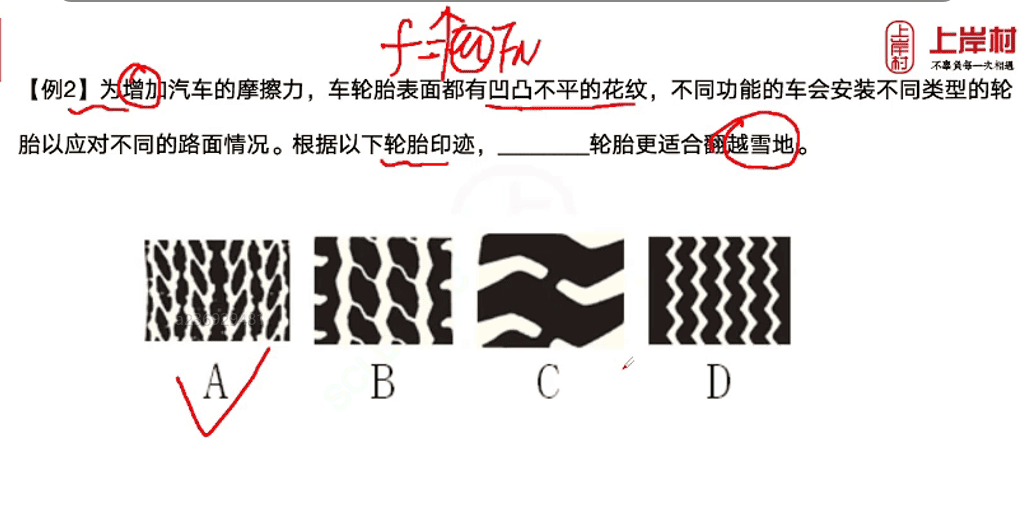 f=μFN
上岸村
上岸村
不辜负每一次相遇
【例2】为增加汽车的摩擦力，车轮胎表面都有凹凸不平的花纹，不同功能的车会安装不同类型的轮
胎以应对不同的路面情况。根据以下轮胎印迹，________轮胎更适合翻越雪地。
A B C D